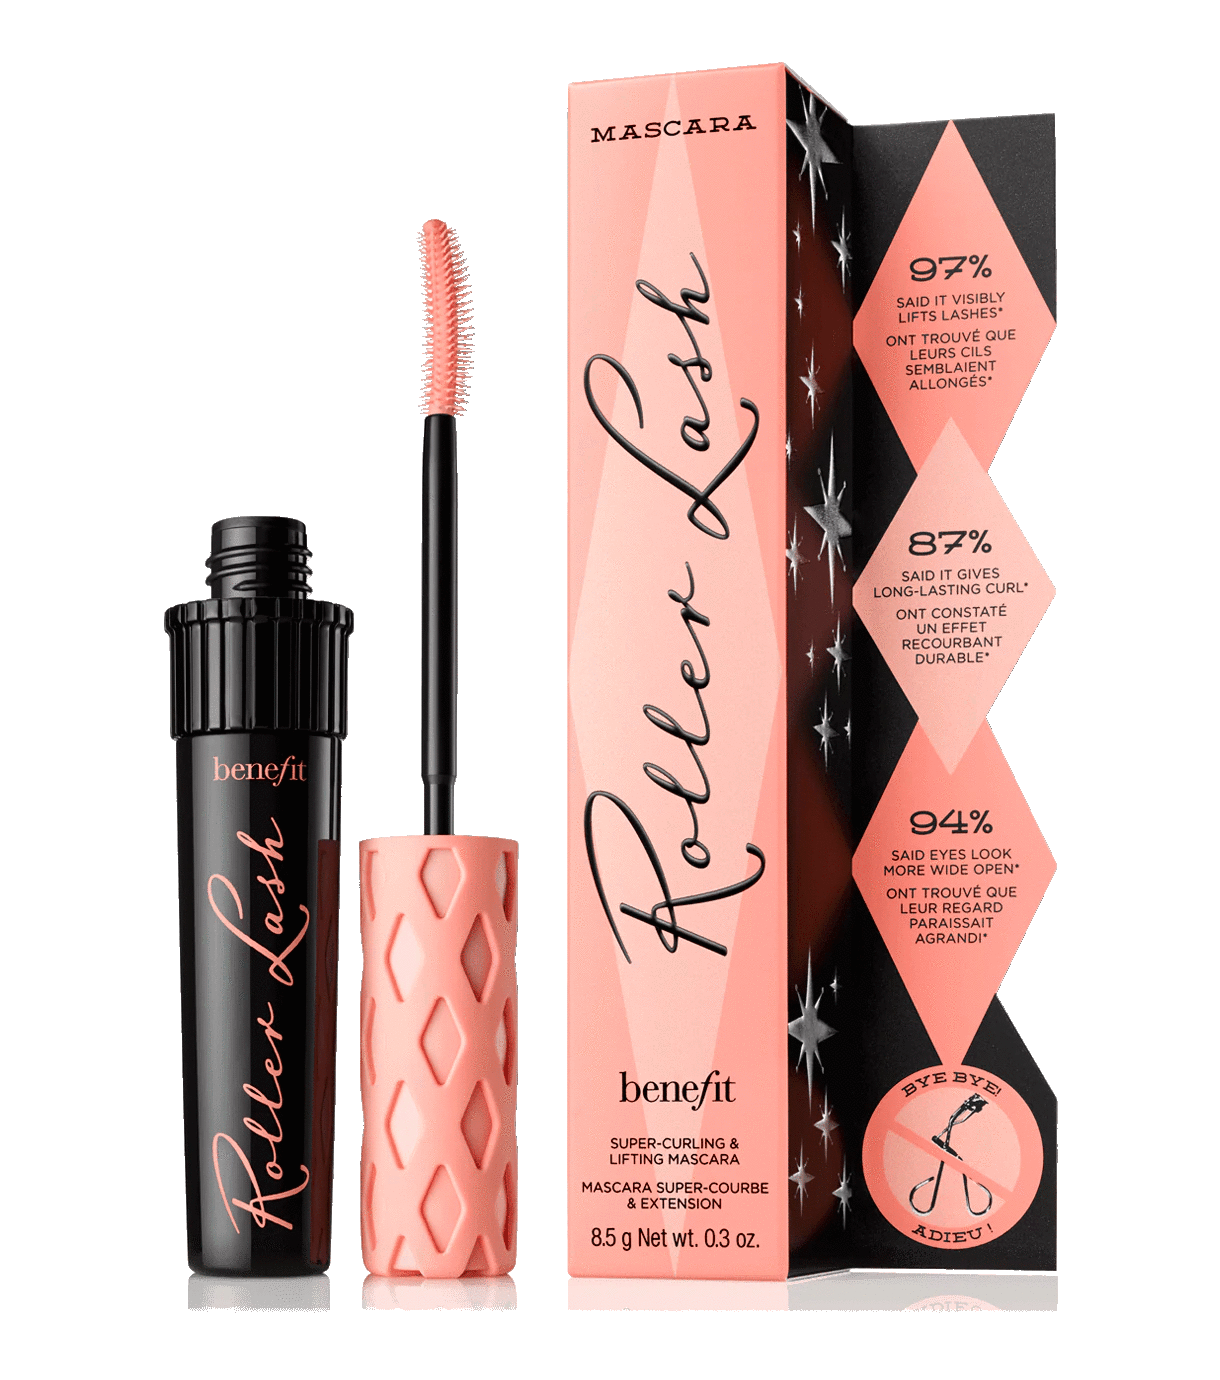 benefit
Roller Lash
MASCARA
Roller Lash
benefit
SUPER-CURLING &
LIFTING MASCARA
MASCARA SUPER-COURBE
& EXTENSION
8.5 g Net wt. 0.3 oz.
97%
SAID IT VISIBLY
LIFTS LASHES*
ONT TROUVÉ QUE
LEURS CILS
SEMBLAIENT
ALLONGÉS*
87%
SAID IT GIVES
LONG-LASTING CURL*
ONT CONSTATÉ
UN EFFET
RECOURBANT
DURABLE*
94%
SAID EYES LOOK
MORE WIDE OPEN*
ONT TROUVÉ QUE
LEUR REGARD
PARAISSAIT
AGRANDI*
BYE BYE!
ADIEU !